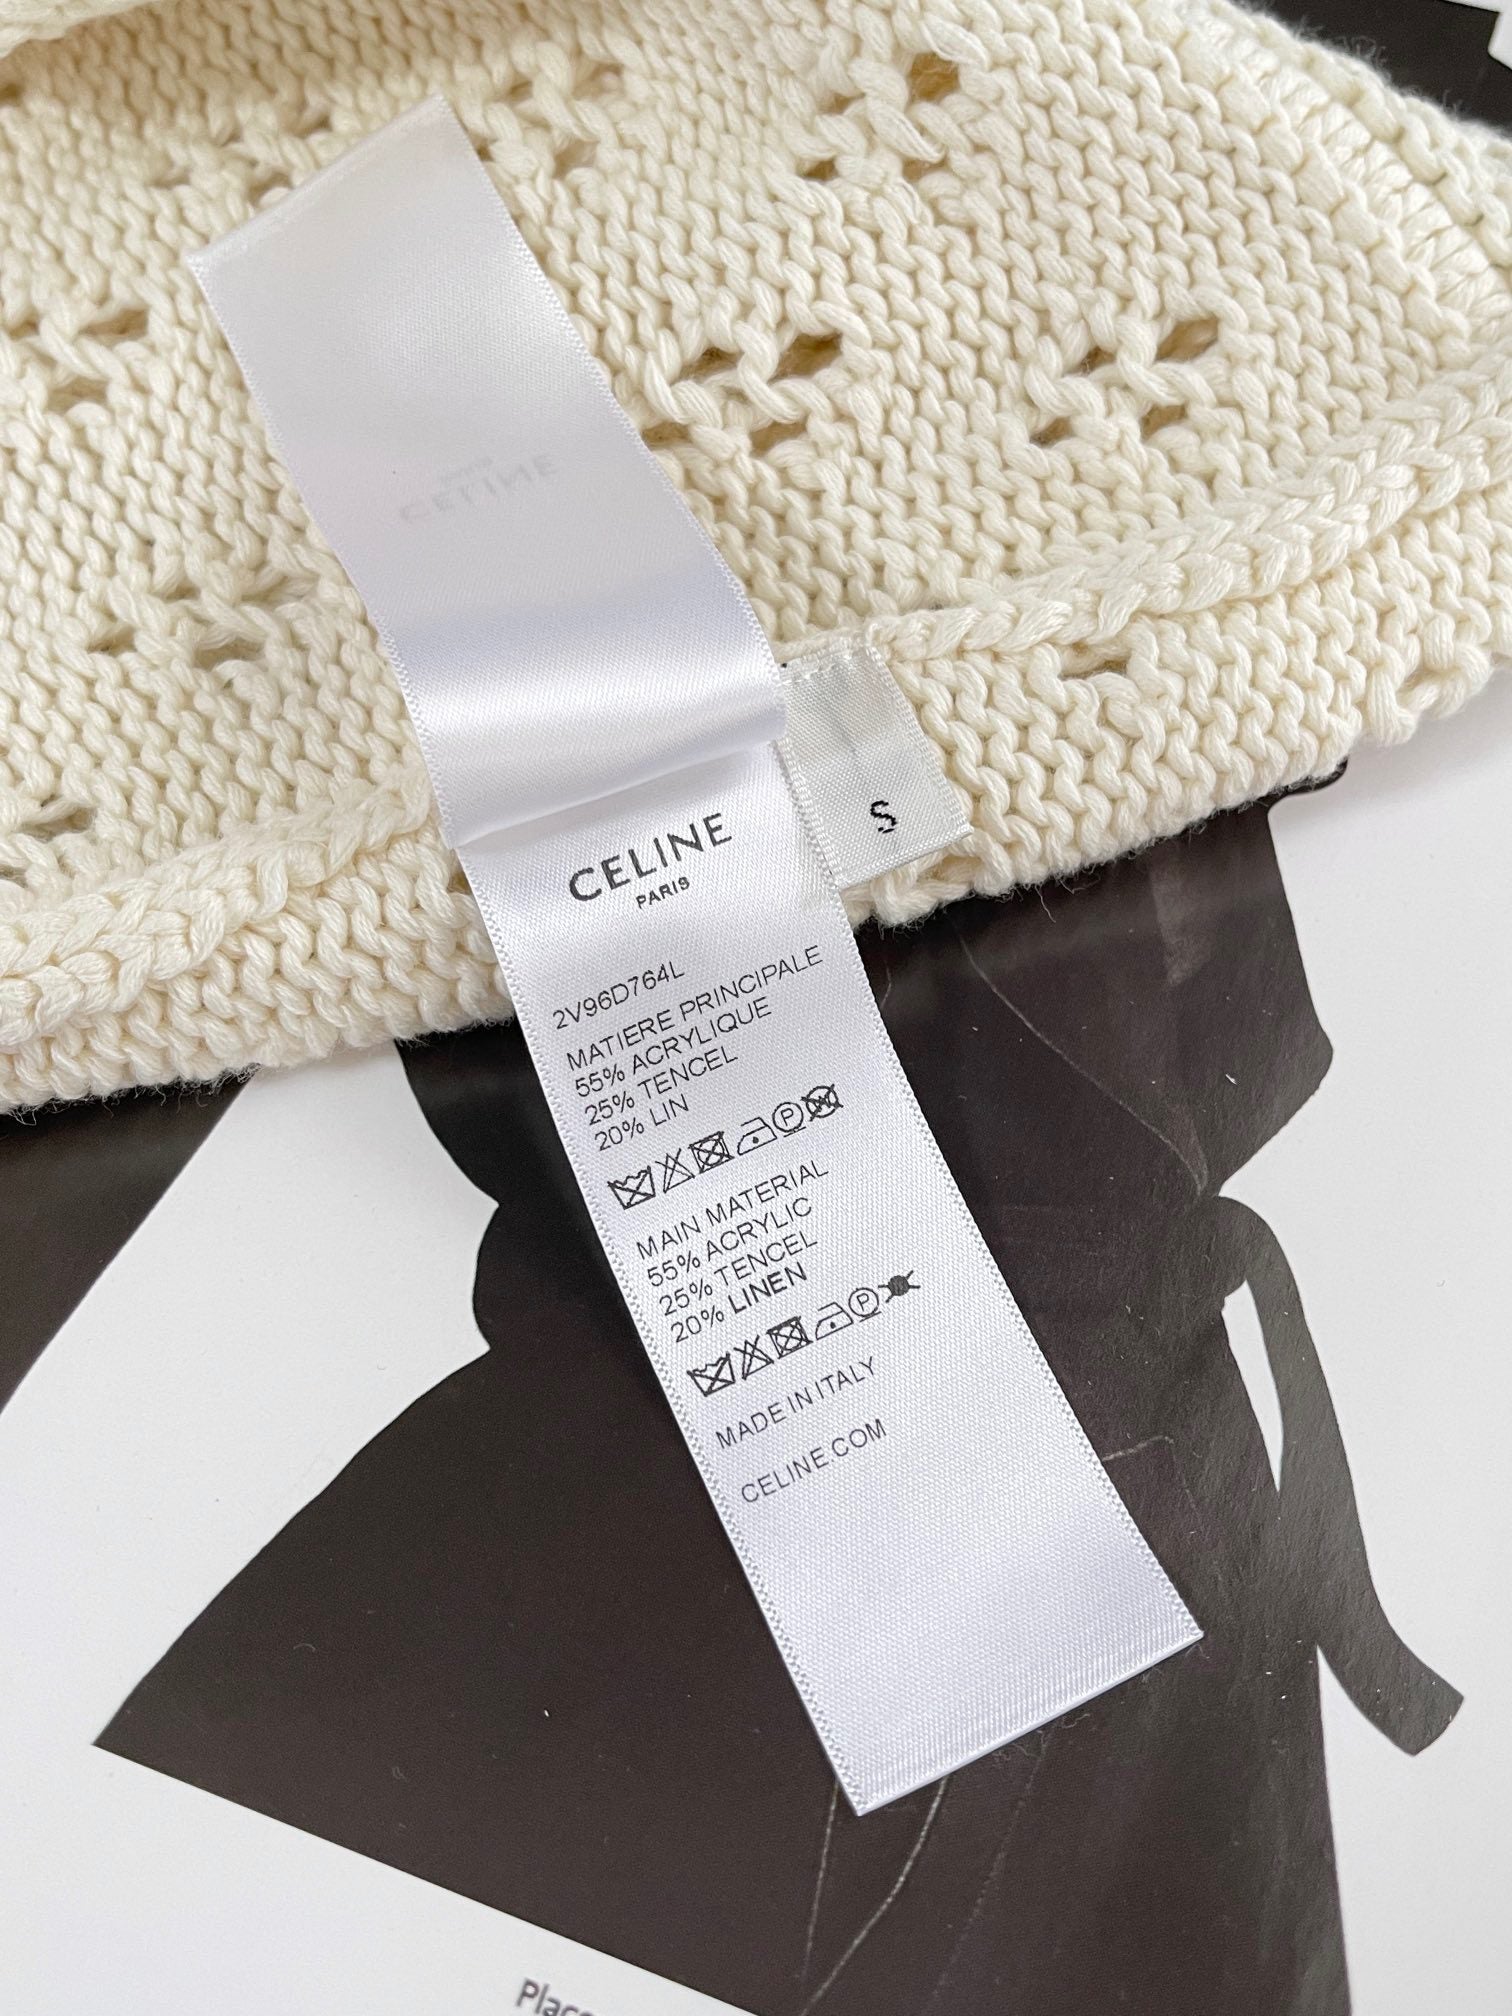 CELINE
PARIS
S
2V96D764L
MATIERE PRINCIPALE
55% ACRYLIQUE
25% TENCEL
20% LIN
P
W
MAIN MATERIAL
55% ACRYLIC
25% TENCEL
20% LINEN
P
MADE IN ITALY
CELINE.COM